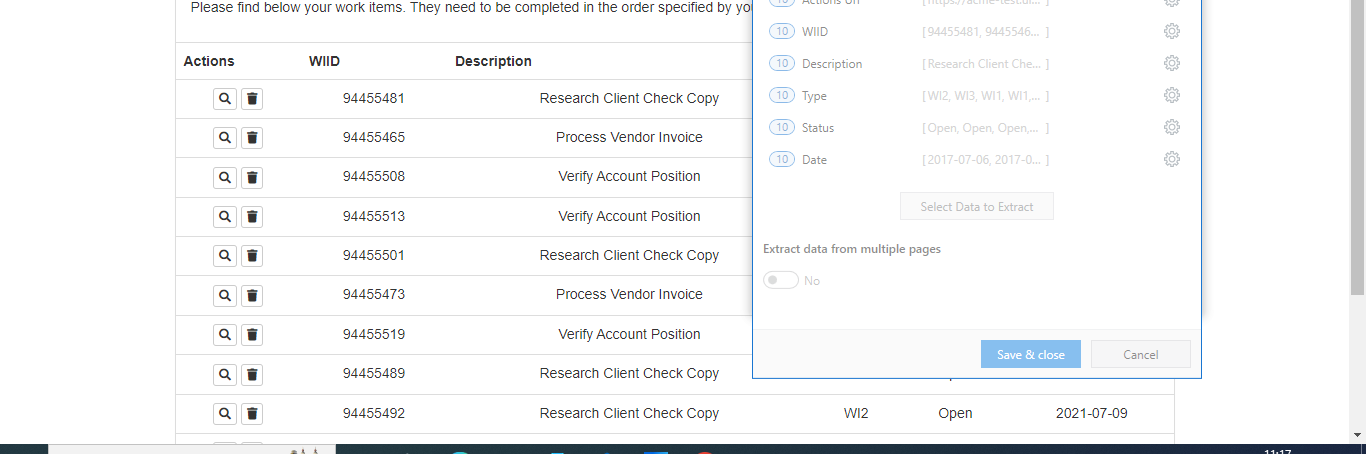 Please find below your work items. They need to be completed in the order specified by yo
Actions WIID Description
94455481 Research Client Check Copy
94455465 Process Vendor Invoice
94455508 Verify Account Position
94455513 Verify Account Position
94455501 Research Client Check Copy
94455473 Process Vendor Invoice
94455519 Verify Account Position
94455489 Research Client Check Copy
94455492 Research Client Check Copy WI2 Open 2021-07-09
10 Actions Url [ https://acme-test.ui... ]
10 WIID [ 94455481, 9445546... ]
10 Description [ Research Client Che... ]
10 Type [ WI2, WI3, WI1, WI1,... ]
10 Status [ Open, Open, Open,... ]
10 Date [ 2017-07-06, 2017-0... ]
Select Data to Extract
Extract data from multiple pages
No
Save & close Cancel
11:17